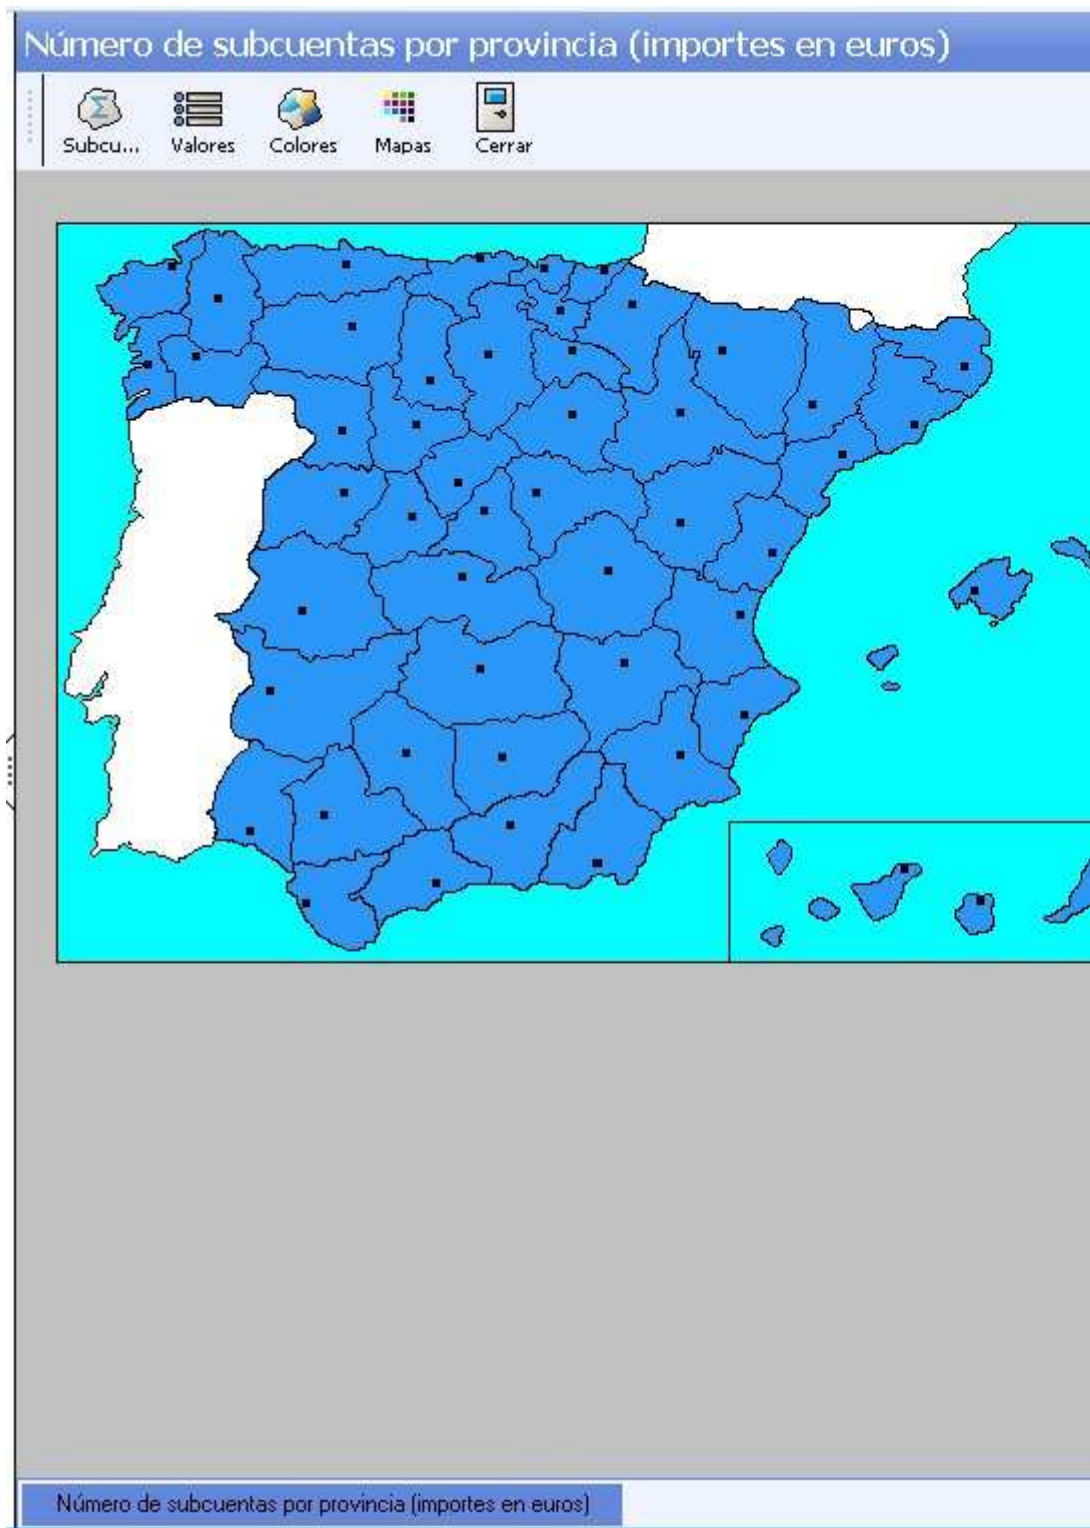 Número de subcuentas por provincia (importes en euros)
Subcu... Valores Colores Mapas Cerrar
Número de subcuentas por provincia (importes en euros)